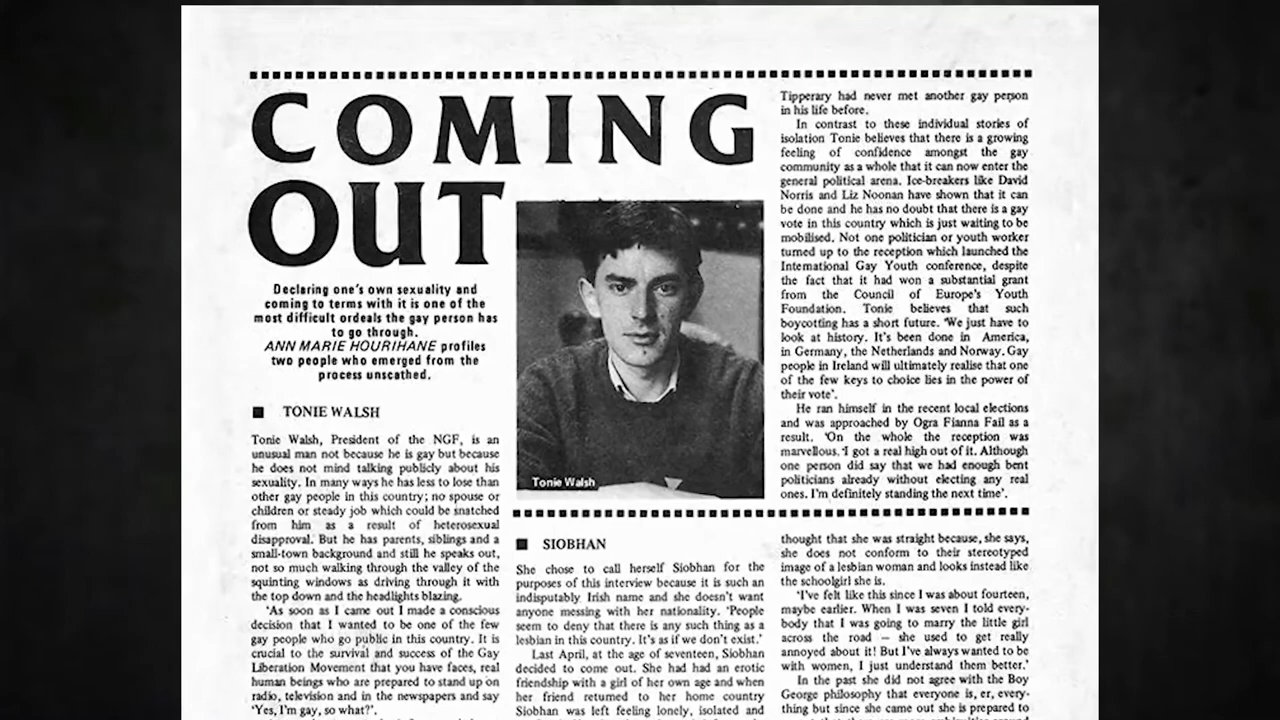 COMING
OUT
Declaring one's own sexuality and
coming to terms with it is one of the
most difficult ordeals the gay person has
to go through.
ANN MARIE HOURIHANE profiles
two people who emerged from the
process unscathed.
■ TONIE WALSH
Tonie Walsh, President of the NGF, is an
unusual man not because he is gay but because
he does not mind talking publicly about his
sexuality. In many ways he has less to lose than
other gay people in this country; no spouse or
children or steady job which could be snatched
from him as a result of heterosexual
disapproval. But he has parents, siblings and a
small-town background and still he speaks out,
not so much walking through the valley of the
squinting windows as driving through it with
the top down and the headlights blazing.
'As soon as I came out I made a conscious
decision that I wanted to be one of the few
gay people who go public in this country. It is
crucial to the survival and success of the Gay
Liberation Movement that you have faces, real
human beings who are prepared to stand up on
radio, television and in the newspapers and say
'Yes, I'm gay, so what?'.
Tonie Walsh
Tipperary had never met another gay person
in his life before.
In contrast to these individual stories of
isolation Tonie believes that there is a growing
feeling of confidence amongst the gay
community as a whole that it can now enter the
general political arena. Ice-breakers like David
Norris and Liz Noonan have shown that it can
be done and he has no doubt that there is a gay
vote in this country which is just waiting to be
mobilised. Not one politician or youth worker
turned up to the reception which launched the
International Gay Youth conference, despite
the fact that it had won a substantial grant
from the Council of Europe's Youth
Foundation. Tonie believes that such
boycotting has a short future. 'We just have to
look at history. It's been done in America,
in Germany, the Netherlands and Norway. Gay
people in Ireland will ultimately realise that one
of the few keys to choice lies in the power of
their vote'.
He ran himself in the recent local elections
and was approached by Ogra Fianna Fail as a
result. 'On the whole the reception was
marvellous. 'I got a real high out of it. Although
one person did say that we had enough bent
politicians already without electing any real
ones. I'm definitely standing the next time'.
■ SIOBHAN
She chose to call herself Siobhan for the
purposes of this interview because it is such an
indisputably Irish name and she doesn't want
anyone messing with her nationality. 'People
seem to deny that there is any such thing as a
lesbian in this country. It's as if we don't exist.'
Last April, at the age of seventeen, Siobhan
decided to come out. She had had an erotic
friendship with a girl of her own age and when
her friend returned to her home country
Siobhan was left feeling lonely, isolated and
thought that she was straight because, she says,
she does not conform to their stereotyped
image of a lesbian woman and looks instead like
the schoolgirl she is.
'I've felt like this since I was about fourteen,
maybe earlier. When I was seven I told every-
body that I was going to marry the little girl
across the road — she used to get really
annoyed about it! But I've always wanted to be
with women, I just understand them better.'
In the past she did not agree with the Boy
George philosophy that everyone is, er, every-
thing but since she came out she is prepared to